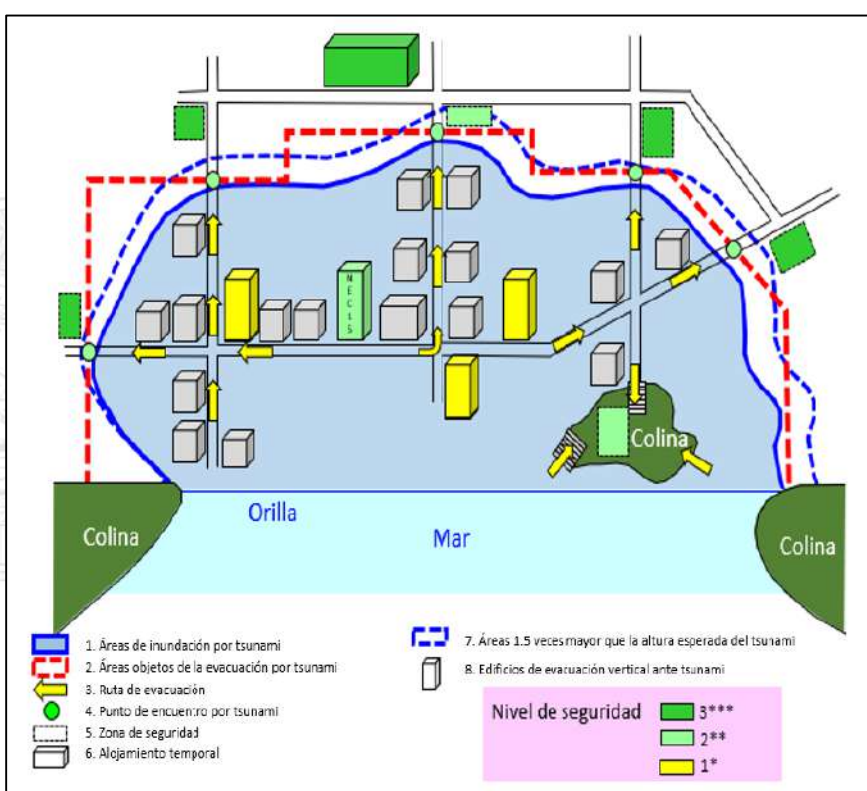 NEC15
Colina
Colina
Orilla
Mar
Colina
1. Áreas de inundación por tsunami
2. Áreas objetos de la evacuación por tsunami
3. Ruta de evacuación
4. Punto de encuentro por tsunami
5. Zona de seguridad
6. Alojamiento temporal
7. Áreas 1.5 veces mayor que la altura esperada del tsunami
8. Edificios de evacuación vertical ante tsunami
Nivel de seguridad
3***
2**
1*